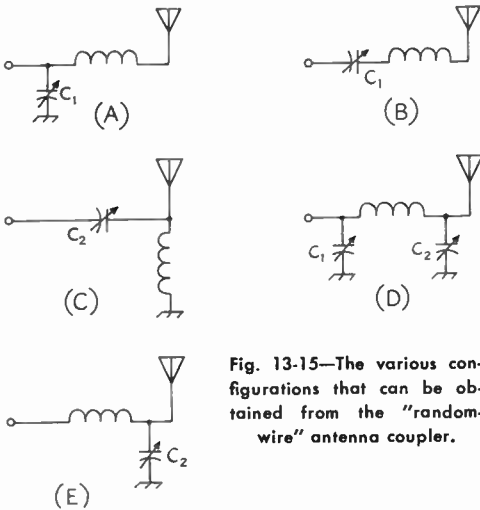 C1
(A)
C1
(B)
C2
(C)
C1
C2
(D)
C2
(E)
Fig. 13-15—The various con-
figurations that can be ob-
tained from the "random-
wire" antenna coupler.